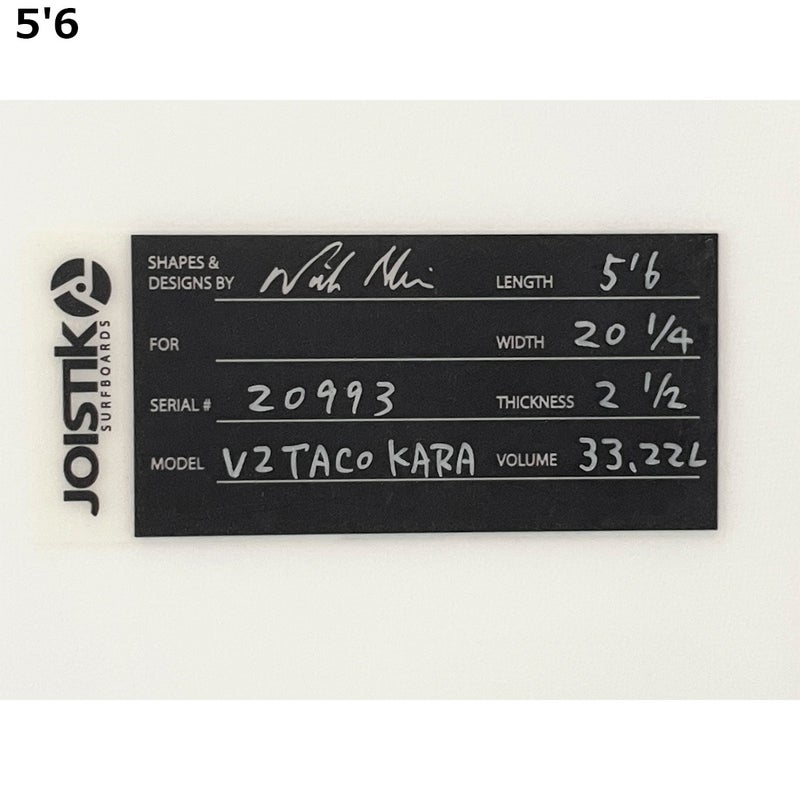 5'6
JOISTIK
SURFBOARDS
SHAPES &
DESIGNS BY
LENGTH 5'6
FOR
WIDTH 20 1/4
SERIAL # 20993
THICKNESS 2 1/2
MODEL V2 TACO KARA
VOLUME 33.22L